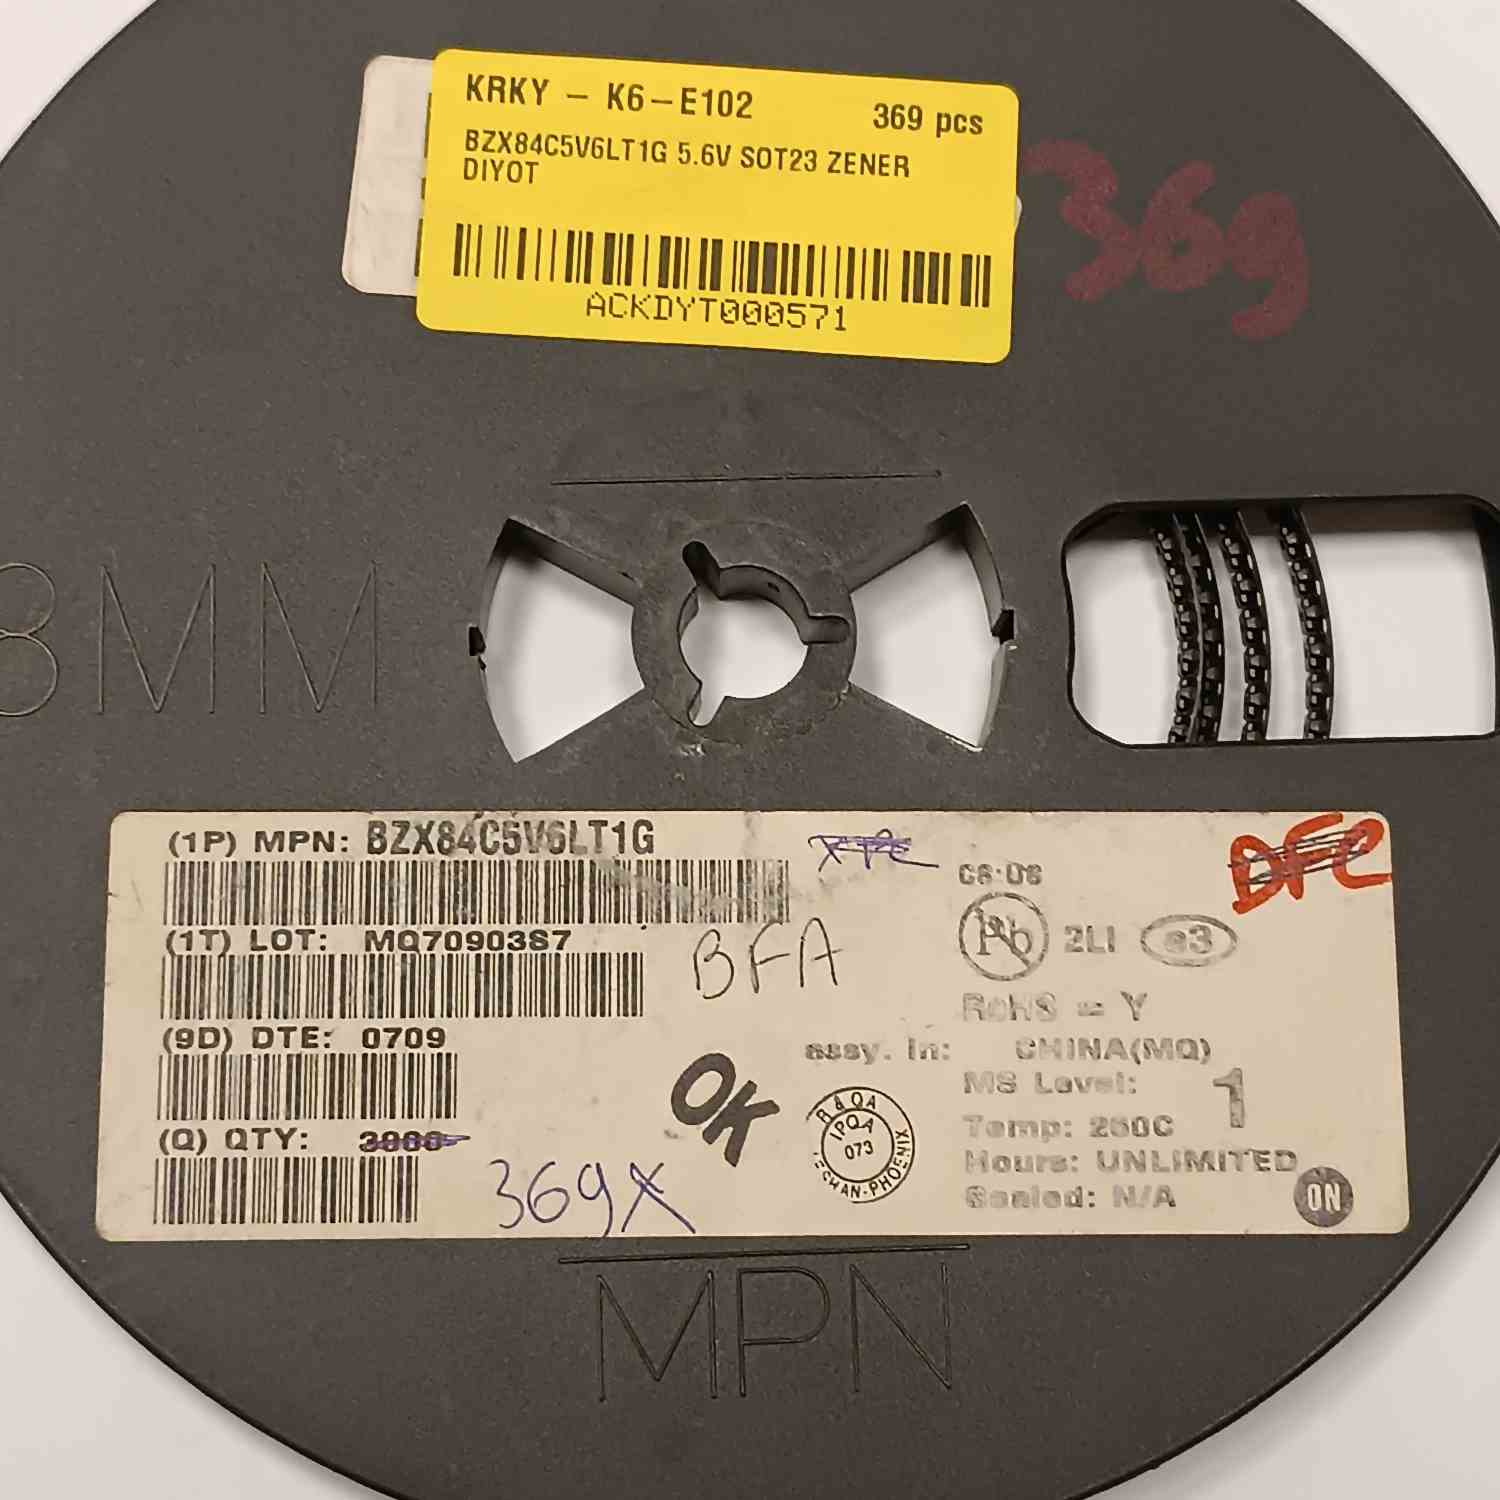 KRKY – K6–E102 369 pcs
BZX84C5V6LT1G 5.6V SOT23 ZENER
DIYOT
ACKDYT000571
369
8MM
(1P) MPN: BZX84C5V6LT1G
DFC
(1T) LOT: MQ70903S7
BFA
2LI e3
RoHS = Y
(9D) DTE: 0709
assy. in: CHINA(MQ)
MS Level: 1
OK
R & QA
IPQA
073
-PHOENIX
Temp: 260C
(Q) QTY: 3000
Hours: UNLIMITED
Sealed: N/A
ON
369X
MPN